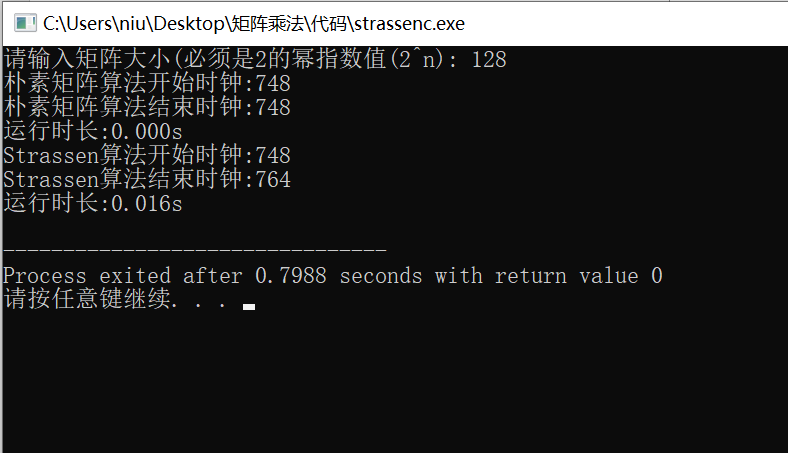 C:\Users\niu\Desktop\矩阵乘法\代码\strassenc.exe
请输入矩阵大小(必须是2的幂指数值(2^n): 128
朴素矩阵算法开始时钟:748
朴素矩阵算法结束时钟:748
运行时长:0.000s
Strassen算法开始时钟:748
Strassen算法结束时钟:764
运行时长:0.016s
--------------------------------
Process exited after 0.7988 seconds with return value 0
请按任意键继续. . .